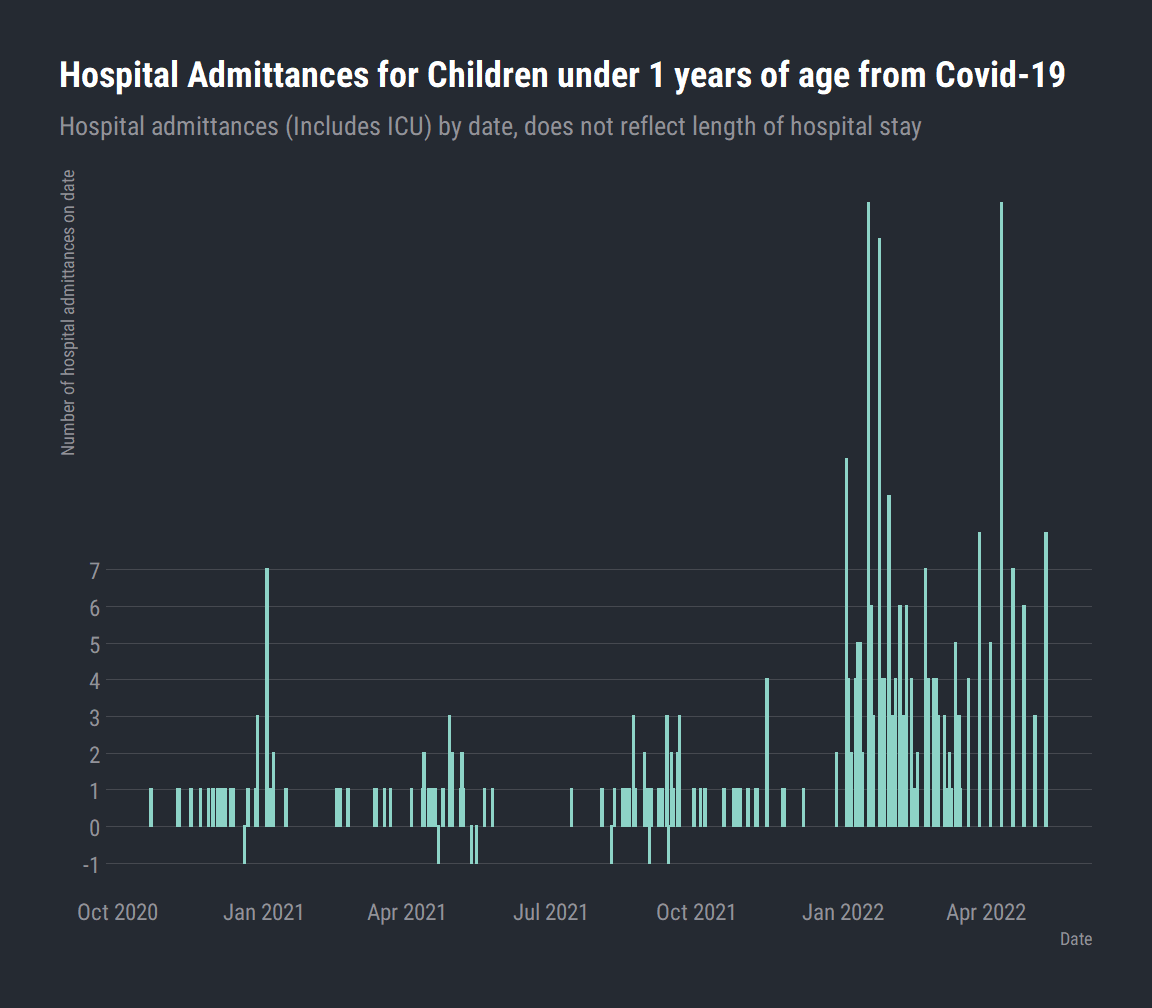 Hospital Admittances for Children under 1 years of age from Covid-19
Hospital admittances (Includes ICU) by date, does not reflect length of hospital stay
Number of hospital admittances on date
7
6
5
4
3
2
1
0
-1
Oct 2020 Jan 2021 Apr 2021 Jul 2021 Oct 2021 Jan 2022 Apr 2022
Date